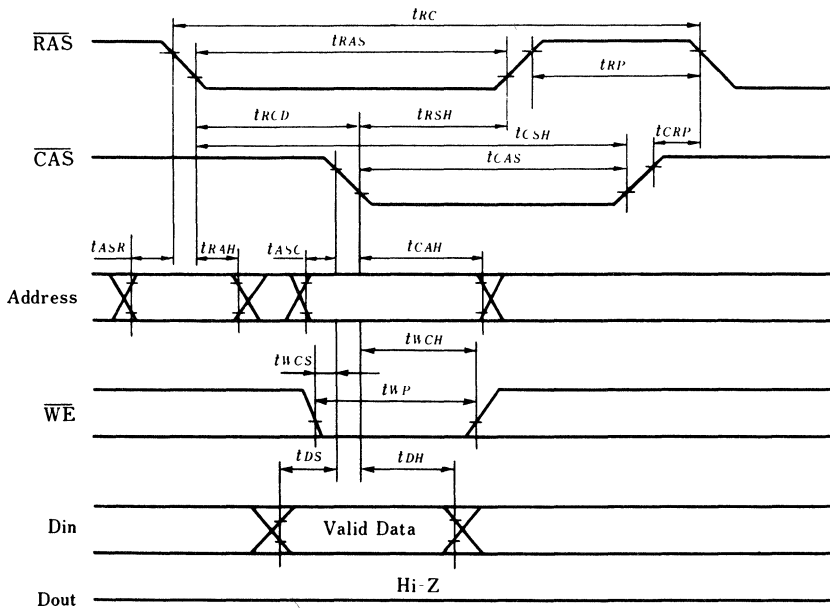 tRC
RAS
tRAS
tRP
tRCD
tRSH
tCSH
tCRP
CAS
tCAS
tASR
tRAH
tASC
tCAH
Address
tWCH
tWCS
tWP
WE
tDS
tDH
Din
Valid Data
Hi-Z
Dout